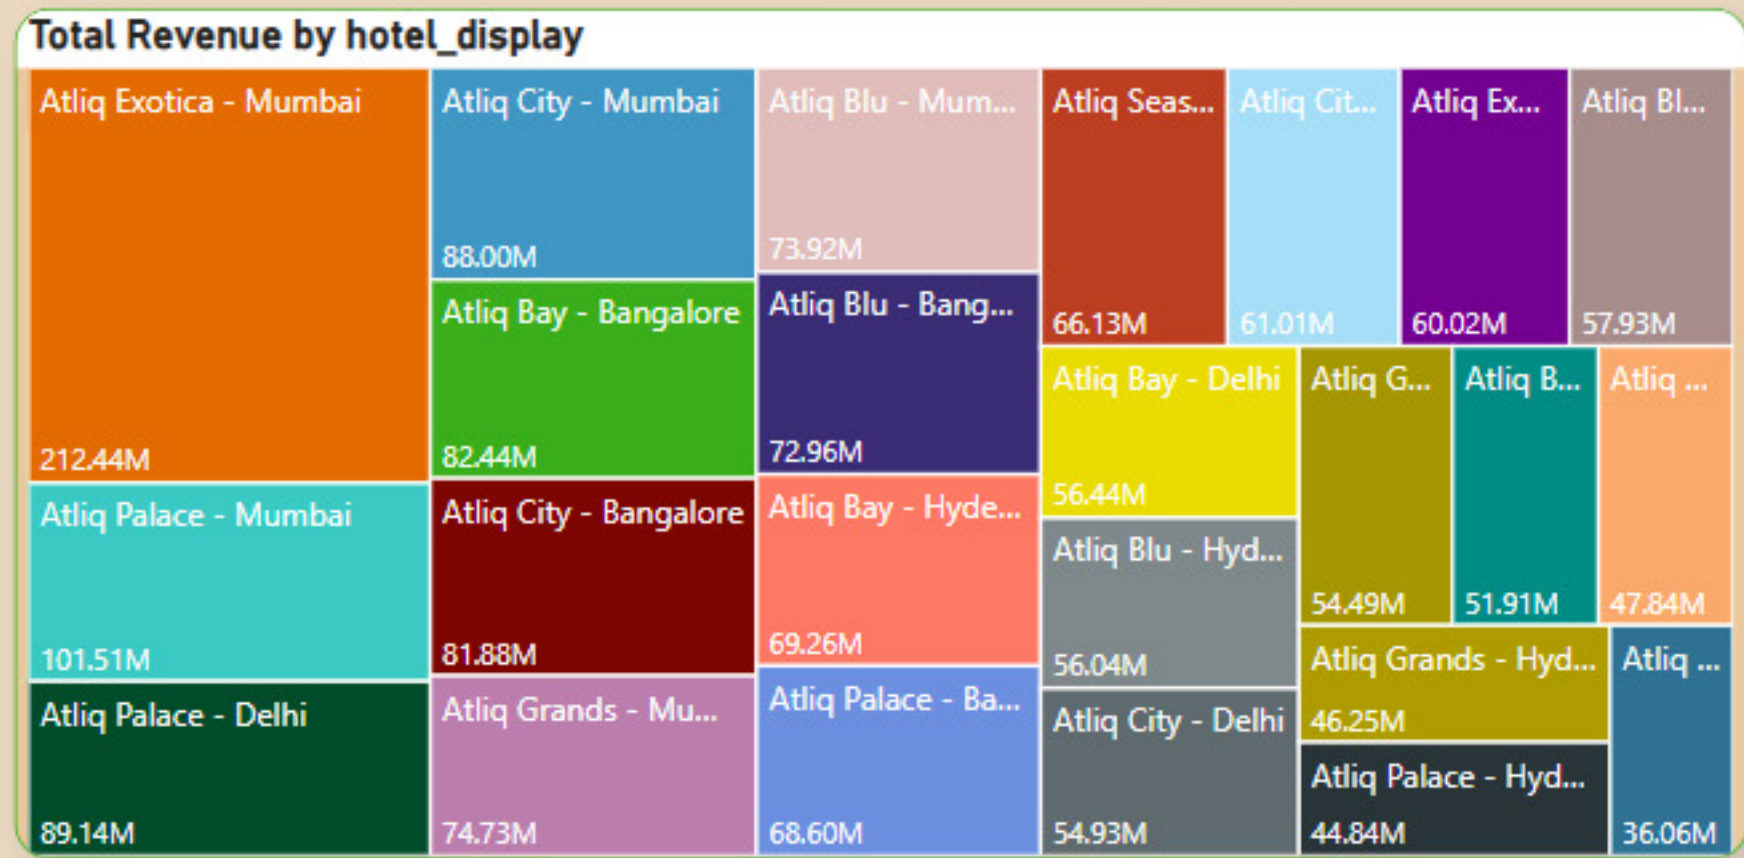 Total Revenue by hotel_display
Atliq Exotica - Mumbai
212.44M
Atliq Palace - Mumbai
101.51M
Atliq Palace - Delhi
89.14M
Atliq City - Mumbai
88.00M
Atliq Bay - Bangalore
82.44M
Atliq City - Bangalore
81.88M
Atliq Grands - Mu...
74.73M
Atliq Blu - Mum...
73.92M
Atliq Blu - Bang...
72.96M
Atliq Bay - Hyde...
69.26M
Atliq Palace - Ba...
68.60M
Atliq Seas...
66.13M
Atliq Cit...
61.01M
Atliq Ex...
60.02M
Atliq Bl...
57.93M
Atliq Bay - Delhi
56.44M
Atliq Blu - Hyd...
56.04M
Atliq City - Delhi
54.93M
Atliq G...
54.49M
Atliq B...
51.91M
Atliq ...
47.84M
Atliq Grands - Hyd...
46.25M
Atliq Palace - Hyd...
44.84M
Atliq ...
36.06M